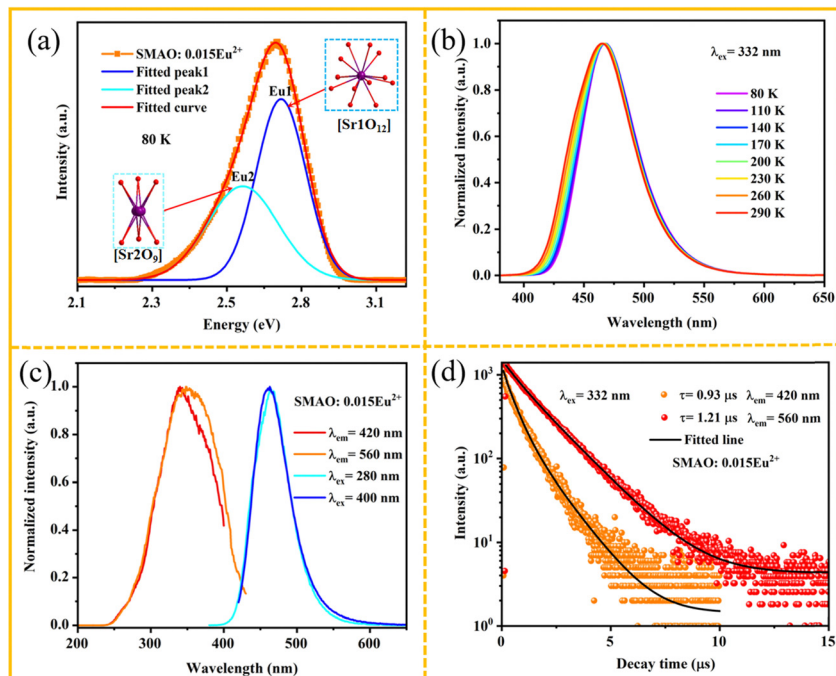 (a)
SMAO: 0.015Eu²⁺
Fitted peak1
Fitted peak2
Fitted curve
80 K
Eu1
[Sr1O₁₂]
Eu2
[Sr2O₉]
Intensity (a.u.)
2.1 2.3 2.5 2.7 2.9 3.1
Energy (eV)
(b)
λex= 332 nm
80 K
110 K
140 K
170 K
200 K
230 K
260 K
290 K
Normalized intensity (a.u.)
1.0
0.8
0.6
0.4
0.2
0.0
400 450 500 550 600 650
Wavelength (nm)
(c)
SMAO: 0.015Eu²⁺
λem= 420 nm
λem= 560 nm
λex= 280 nm
λex= 400 nm
Normalized intensity (a.u.)
1.0
0.8
0.6
0.4
0.2
0.0
200 300 400 500 600
Wavelength (nm)
(d)
λex= 332 nm
τ= 0.93 μs λem= 420 nm
τ= 1.21 μs λem= 560 nm
Fitted line
SMAO: 0.015Eu²⁺
Intensity (a.u.)
10³
10²
10¹
10⁰
0 5 10 15
Decay time (μs)